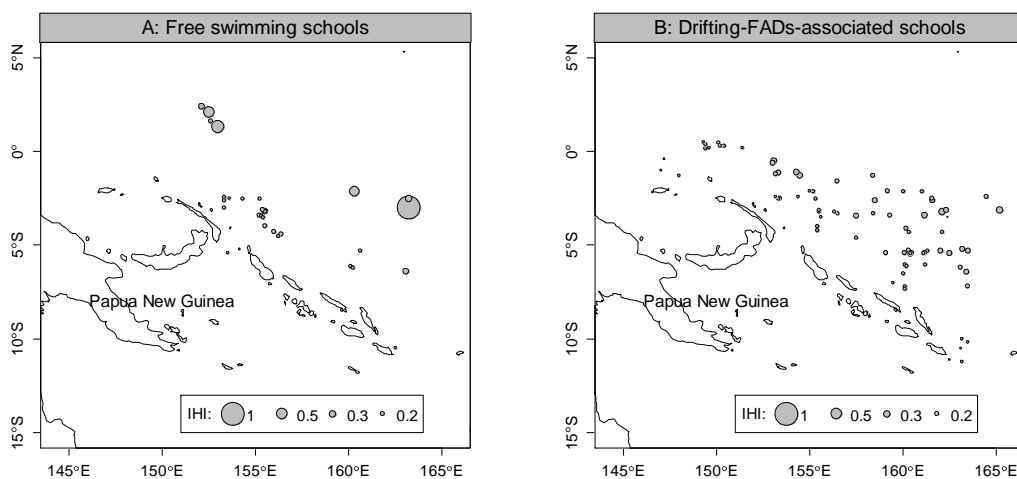 A: Free swimming schools
5°N
0°
5°S
10°S
15°S
Papua New Guinea
IHI: 1 0.5 0.3 0.2
145°E 150°E 155°E 160°E 165°E
B: Drifting-FADs-associated schools
5°N
0°
5°S
10°S
15°S
Papua New Guinea
IHI: 1 0.5 0.3 0.2
145°E 150°E 155°E 160°E 165°E